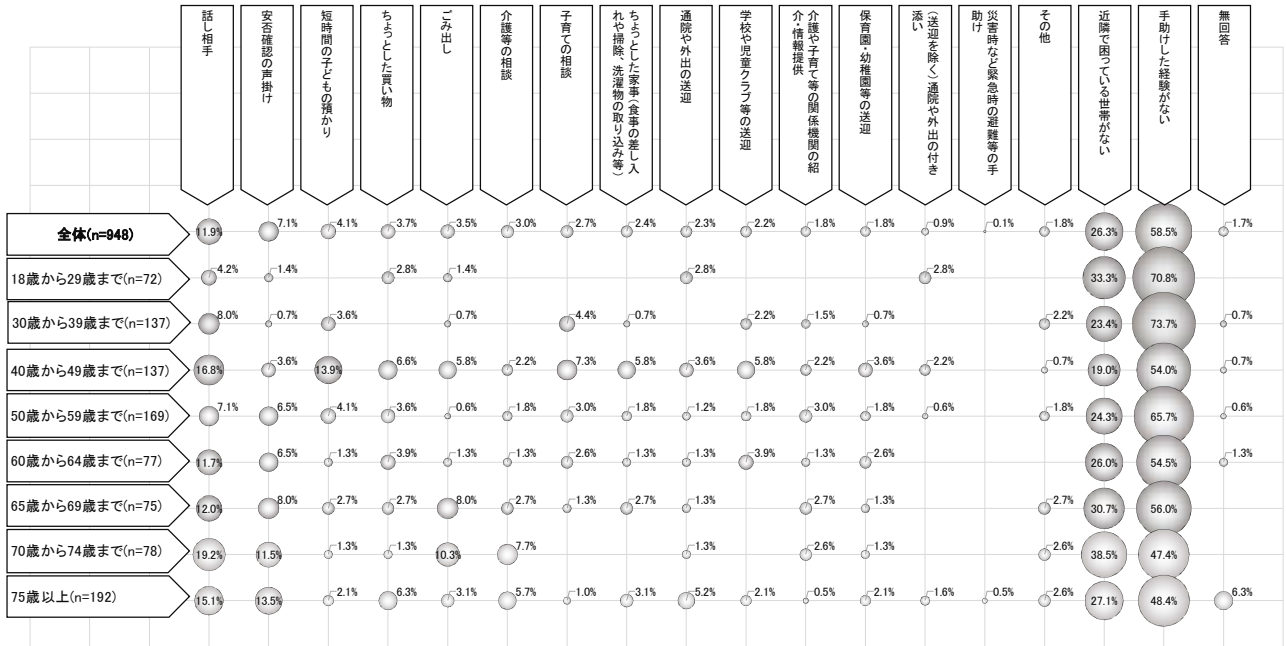 話し相手
安否確認の声掛け
短時間の子どもの預かり
ちょっとした買い物
ごみ出し
介護等の相談
子育ての相談
ちょっとした家事（食事の差し入
れや掃除、洗濯物の取り込み等）
通院や外出の送迎
学校や児童クラブ等の送迎
介護や子育て等の関係機関の紹
介・情報提供
保育園・幼稚園等の送迎
（送迎を除く）通院や外出の付き
添い
災害時など緊急時の避難等の手
助け
その他
近隣で困っている世帯がない
手助けした経験がない
無回答
全体(n=948) 11.9% 7.1% 4.1% 3.7% 3.5% 3.0% 2.7% 2.4% 2.3% 2.2% 1.8% 1.8% 0.9% 0.1% 1.8% 26.3% 58.5% 1.7%
18歳から29歳まで(n=72) 4.2% 1.4% 2.8% 1.4% 2.8% 2.8% 33.3% 70.8%
30歳から39歳まで(n=137) 8.0% 0.7% 3.6% 0.7% 4.4% 0.7% 2.2% 1.5% 0.7% 2.2% 23.4% 73.7% 0.7%
40歳から49歳まで(n=137) 16.8% 3.6% 13.9% 6.6% 5.8% 2.2% 7.3% 5.8% 3.6% 5.8% 2.2% 3.6% 2.2% 0.7% 19.0% 54.0% 0.7%
50歳から59歳まで(n=169) 7.1% 6.5% 4.1% 3.6% 0.6% 1.8% 3.0% 1.8% 1.2% 1.8% 3.0% 1.8% 0.6% 1.8% 24.3% 65.7% 0.6%
60歳から64歳まで(n=77) 11.7% 6.5% 1.3% 3.9% 1.3% 1.3% 2.6% 1.3% 1.3% 3.9% 1.3% 2.6% 26.0% 54.5% 1.3%
65歳から69歳まで(n=75) 12.0% 8.0% 2.7% 2.7% 8.0% 2.7% 1.3% 2.7% 1.3% 2.7% 1.3% 2.7% 30.7% 56.0%
70歳から74歳まで(n=78) 19.2% 11.5% 1.3% 1.3% 10.3% 7.7% 1.3% 2.6% 1.3% 2.6% 38.5% 47.4%
75歳以上(n=192) 15.1% 13.5% 2.1% 6.3% 3.1% 5.7% 1.0% 3.1% 5.2% 2.1% 0.5% 2.1% 1.6% 0.5% 2.6% 27.1% 48.4% 6.3%